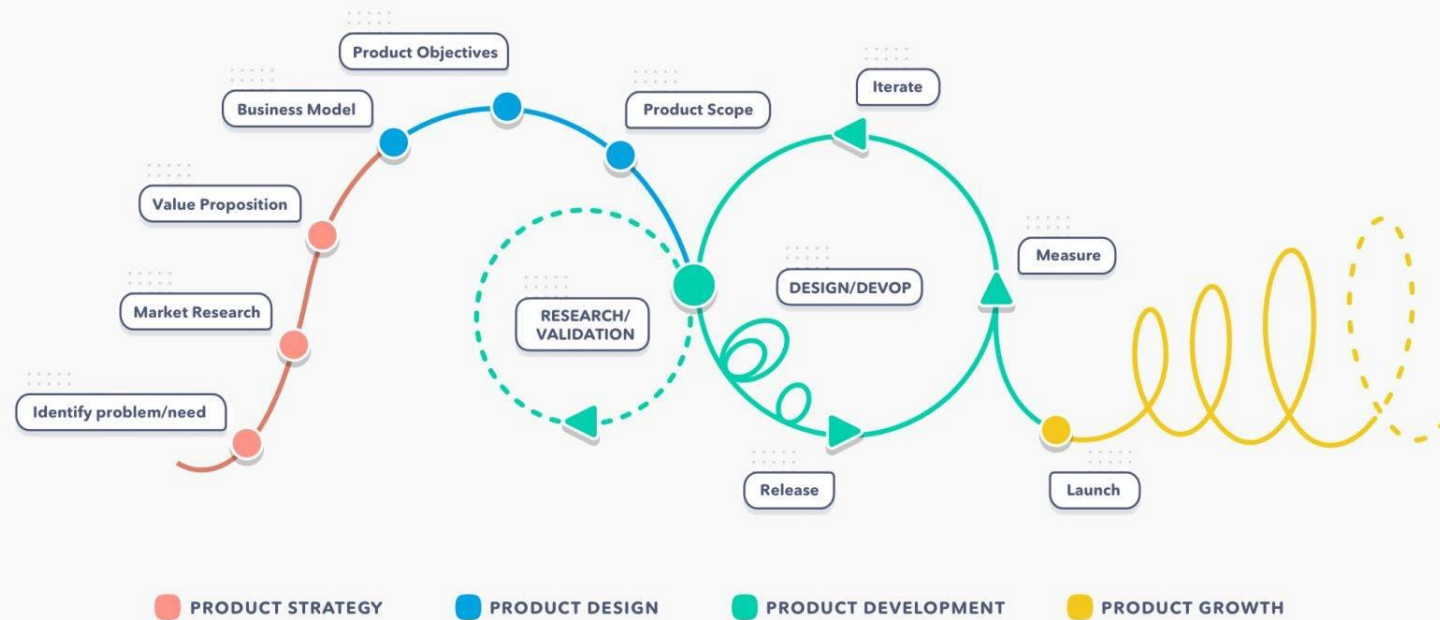 Product Objectives
Business Model
Product Scope
Iterate
Value Proposition
Measure
DESIGN/DEVOP
Market Research
RESEARCH/
VALIDATION
Identify problem/need
Release
Launch
PRODUCT STRATEGY
PRODUCT DESIGN
PRODUCT DEVELOPMENT
PRODUCT GROWTH